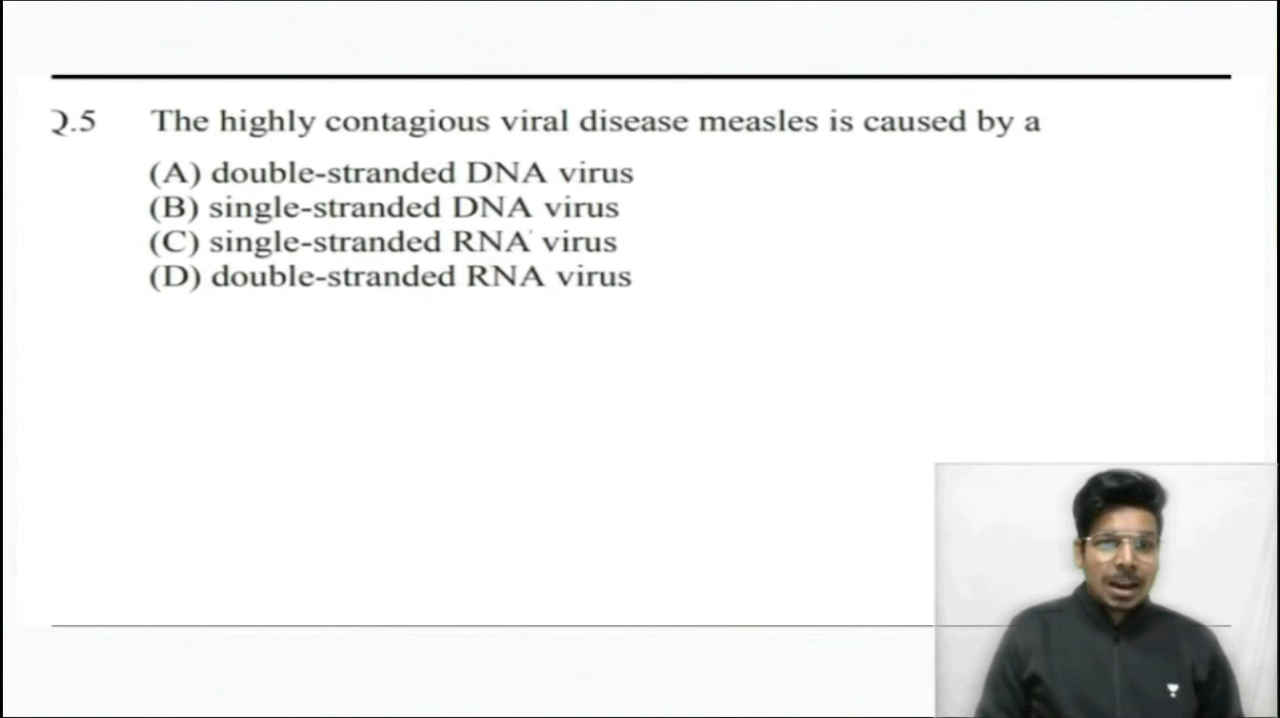 Q.5 The highly contagious viral disease measles is caused by a
(A) double-stranded DNA virus
(B) single-stranded DNA virus
(C) single-stranded RNA virus
(D) double-stranded RNA virus